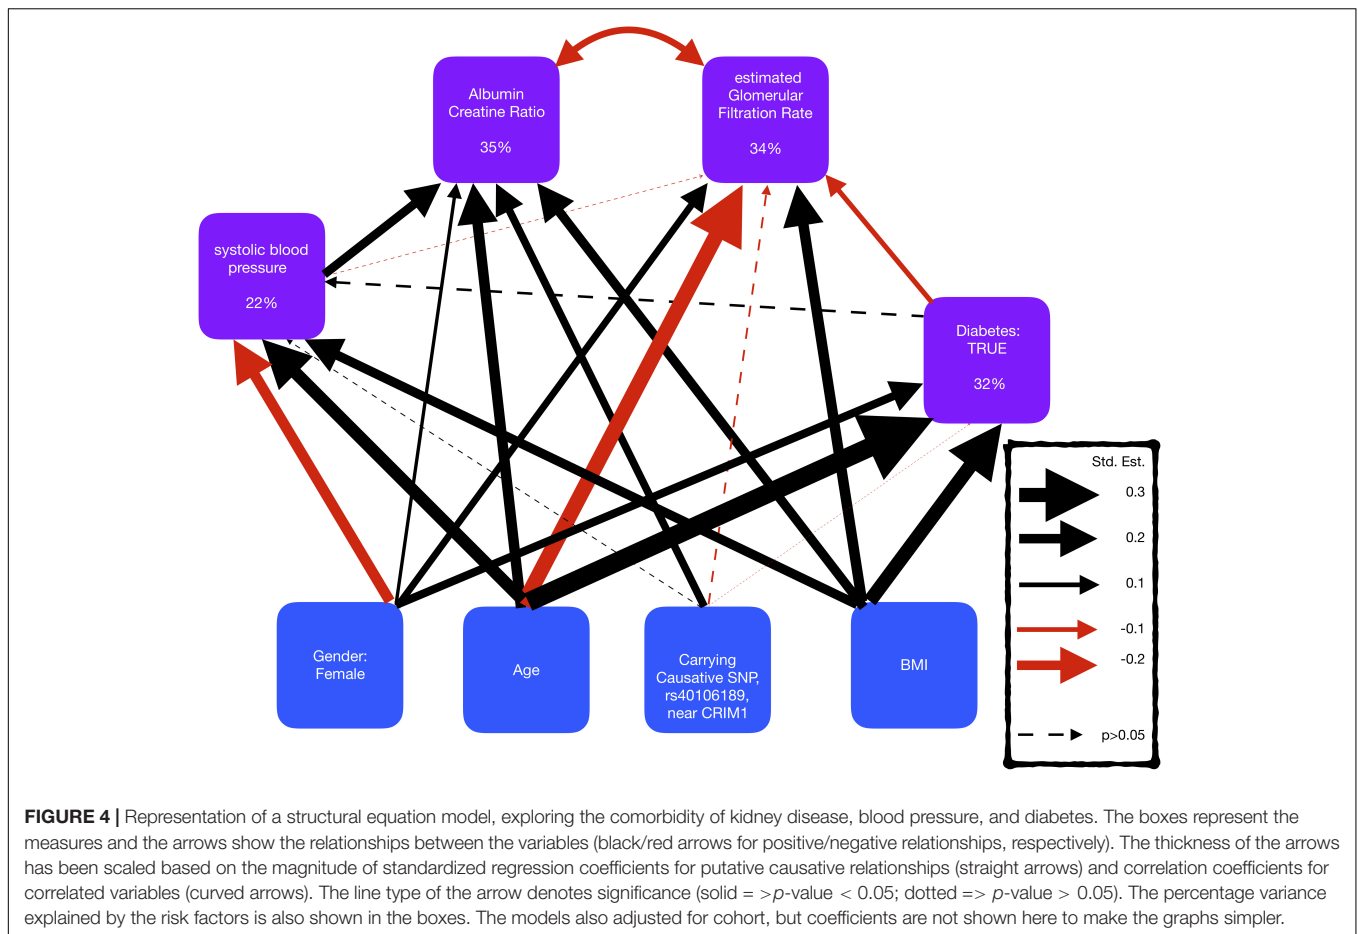 Albumin
Creatine Ratio
35%
estimated
Glomerular
Filtration Rate
34%
systolic blood
pressure
22%
Diabetes:
TRUE
32%
Std. Est.
0.3
0.2
0.1
-0.1
-0.2
p>0.05
Gender:
Female
Age
Carrying
Causative SNP,
rs40106189,
near CRIM1
BMI
FIGURE 4 | Representation of a structural equation model, exploring the comorbidity of kidney disease, blood pressure, and diabetes. The boxes represent the
measures and the arrows show the relationships between the variables (black/red arrows for positive/negative relationships, respectively). The thickness of the arrows
has been scaled based on the magnitude of standardized regression coefficients for putative causative relationships (straight arrows) and correlation coefficients for
correlated variables (curved arrows). The line type of the arrow denotes significance (solid = >p-value < 0.05; dotted => p-value > 0.05). The percentage variance
explained by the risk factors is also shown in the boxes. The models also adjusted for cohort, but coefficients are not shown here to make the graphs simpler.